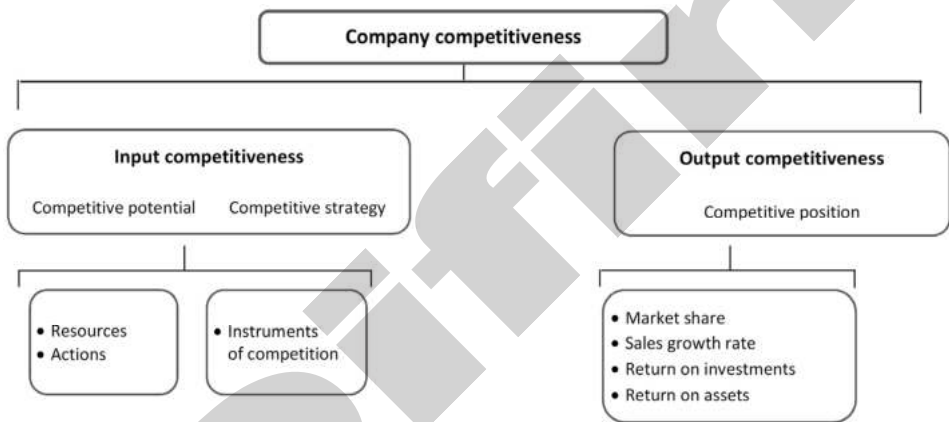 Company competitiveness
Input competitiveness
Competitive potential Competitive strategy
Output competitiveness
Competitive position
• Resources
• Actions
• Instruments
of competition
• Market share
• Sales growth rate
• Return on investments
• Return on assets